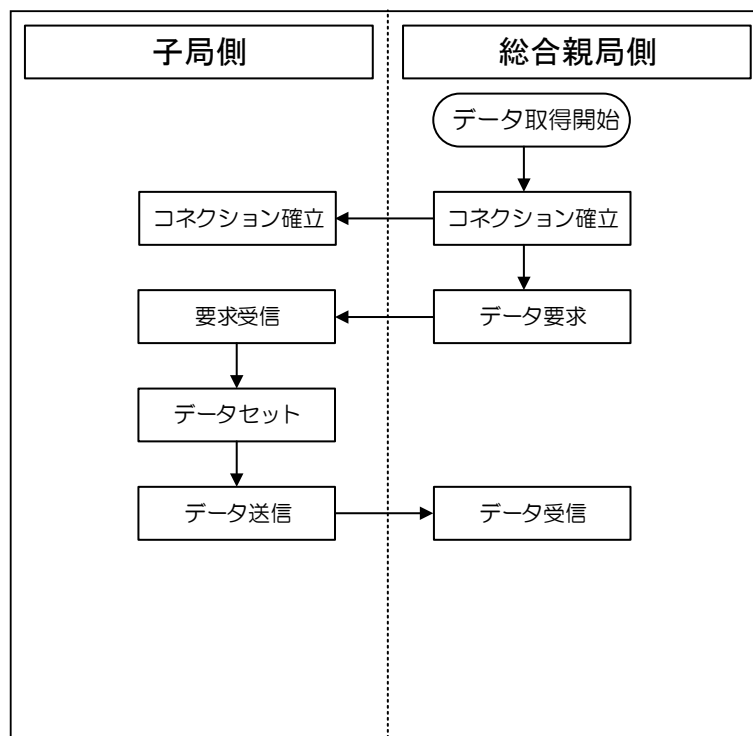 子局側
総合親局側
データ取得開始
コネクション確立
コネクション確立
要求受信
データ要求
データセット
データ送信
データ受信